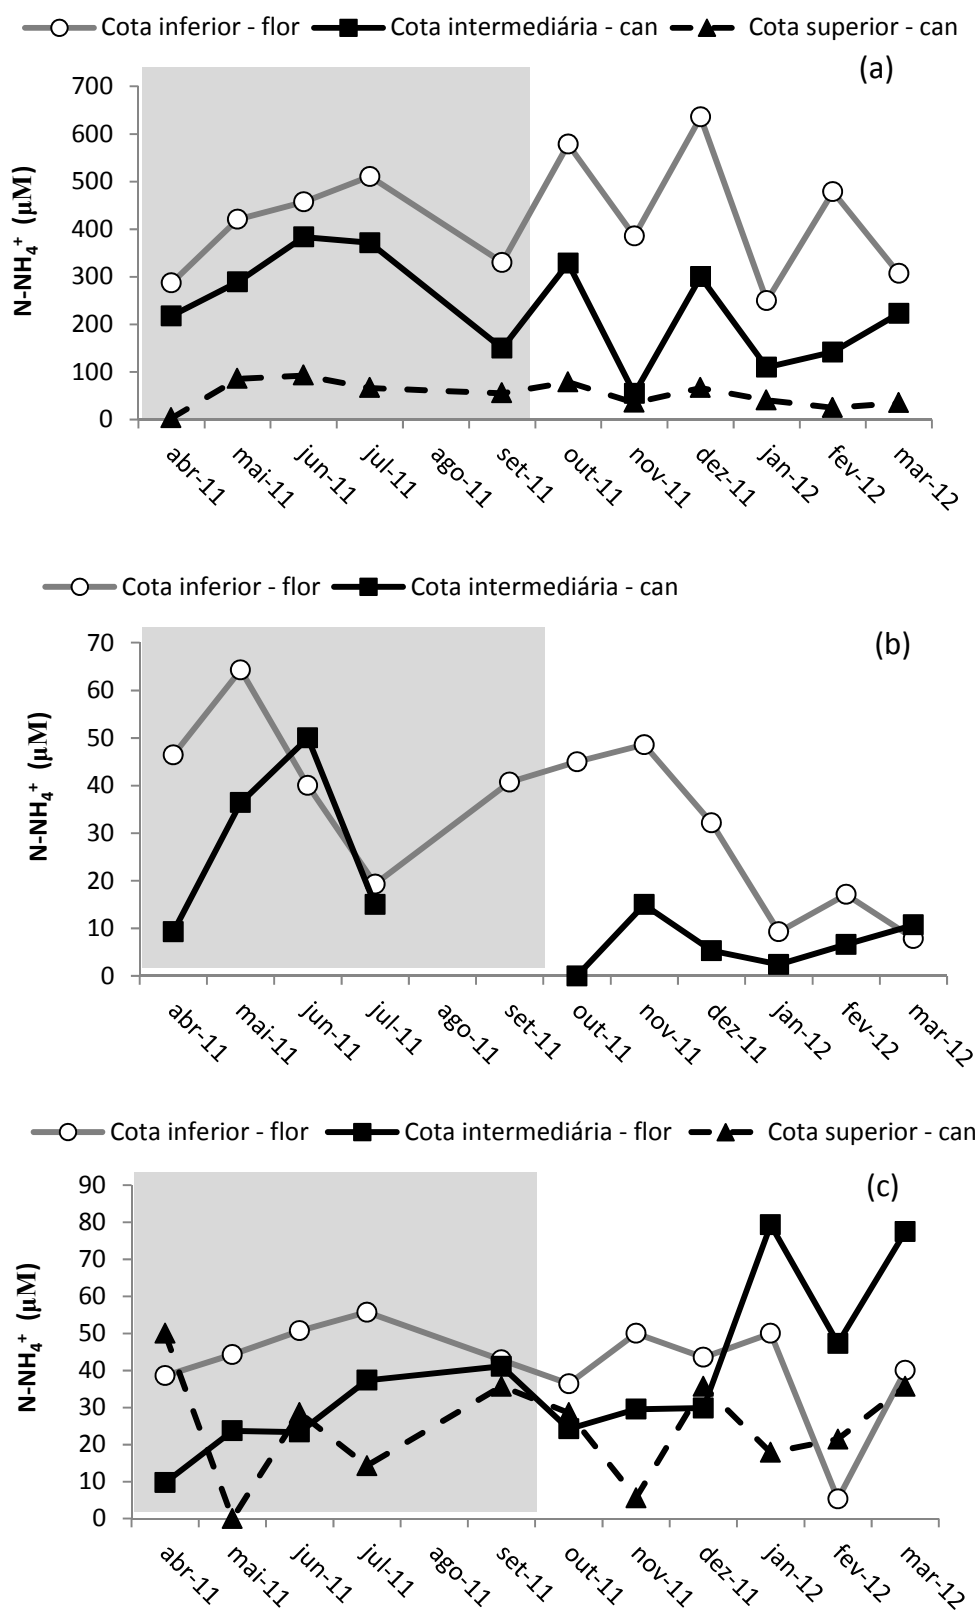 Cota inferior - flor Cota intermediária - can Cota superior - can
(a)
N-NH₄⁺ (μM)
700
600
500
400
300
200
100
0
abr-11 mai-11 jun-11 jul-11 ago-11 set-11 out-11 nov-11 dez-11 jan-12 fev-12 mar-12
Cota inferior - flor Cota intermediária - can
(b)
N-NH₄⁺ (μM)
70
60
50
40
30
20
10
0
abr-11 mai-11 jun-11 jul-11 ago-11 set-11 out-11 nov-11 dez-11 jan-12 fev-12 mar-12
Cota inferior - flor Cota intermediária - flor Cota superior - can
(c)
N-NH₄⁺ (μM)
90
80
70
60
50
40
30
20
10
0
abr-11 mai-11 jun-11 jul-11 ago-11 set-11 out-11 nov-11 dez-11 jan-12 fev-12 mar-12